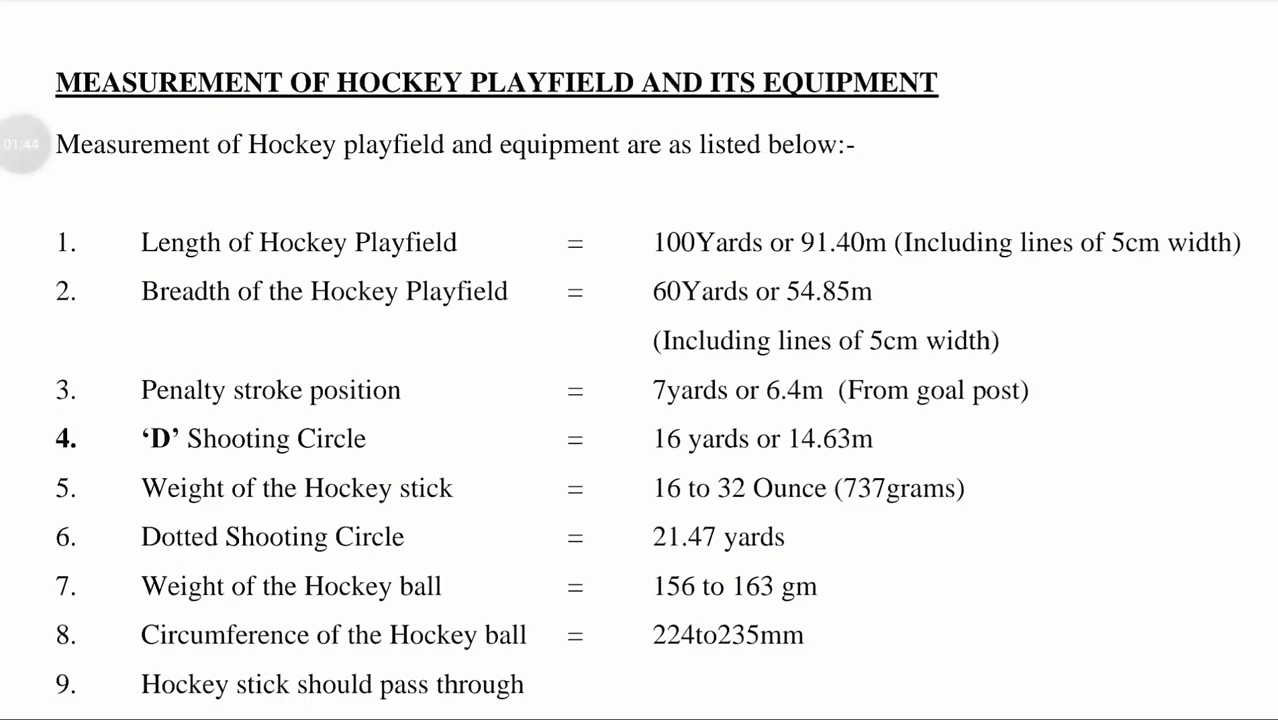 MEASUREMENT OF HOCKEY PLAYFIELD AND ITS EQUIPMENT
01:44
Measurement of Hockey playfield and equipment are as listed below:-
1. Length of Hockey Playfield = 100Yards or 91.40m (Including lines of 5cm width)
2. Breadth of the Hockey Playfield = 60Yards or 54.85m
(Including lines of 5cm width)
3. Penalty stroke position = 7yards or 6.4m (From goal post)
4. ‘D’ Shooting Circle = 16 yards or 14.63m
5. Weight of the Hockey stick = 16 to 32 Ounce (737grams)
6. Dotted Shooting Circle = 21.47 yards
7. Weight of the Hockey ball = 156 to 163 gm
8. Circumference of the Hockey ball = 224to235mm
9. Hockey stick should pass through